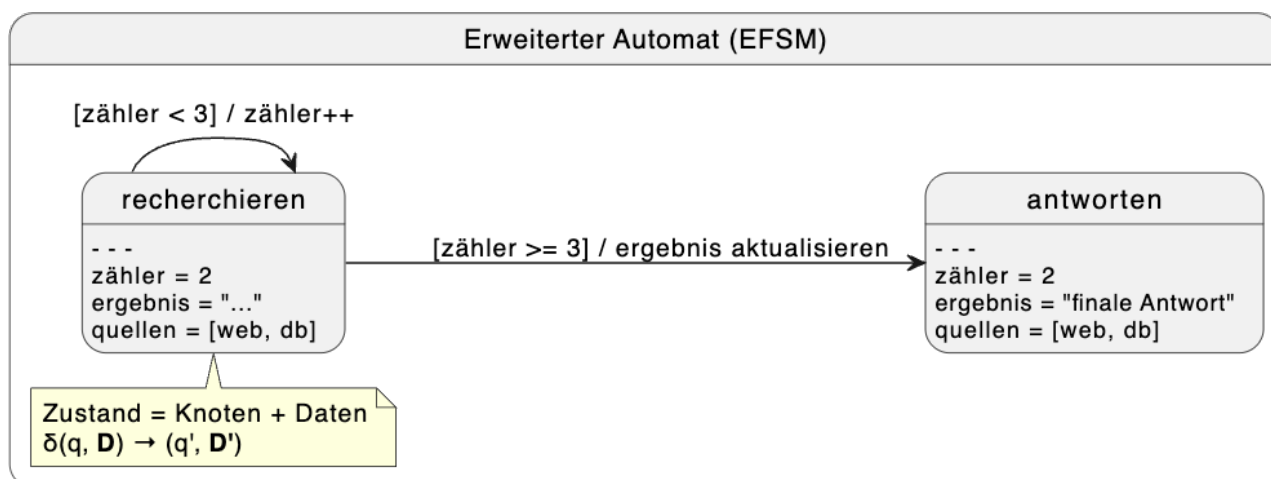 Erweiterter Automat (EFSM)
[zähler < 3] / zähler++
recherchieren
- - -
zähler = 2
ergebnis = "..."
quellen = [web, db]
[zähler >= 3] / ergebnis aktualisieren
antworten
- - -
zähler = 2
ergebnis = "finale Antwort"
quellen = [web, db]
Zustand = Knoten + Daten
δ(q, D) → (q', D')